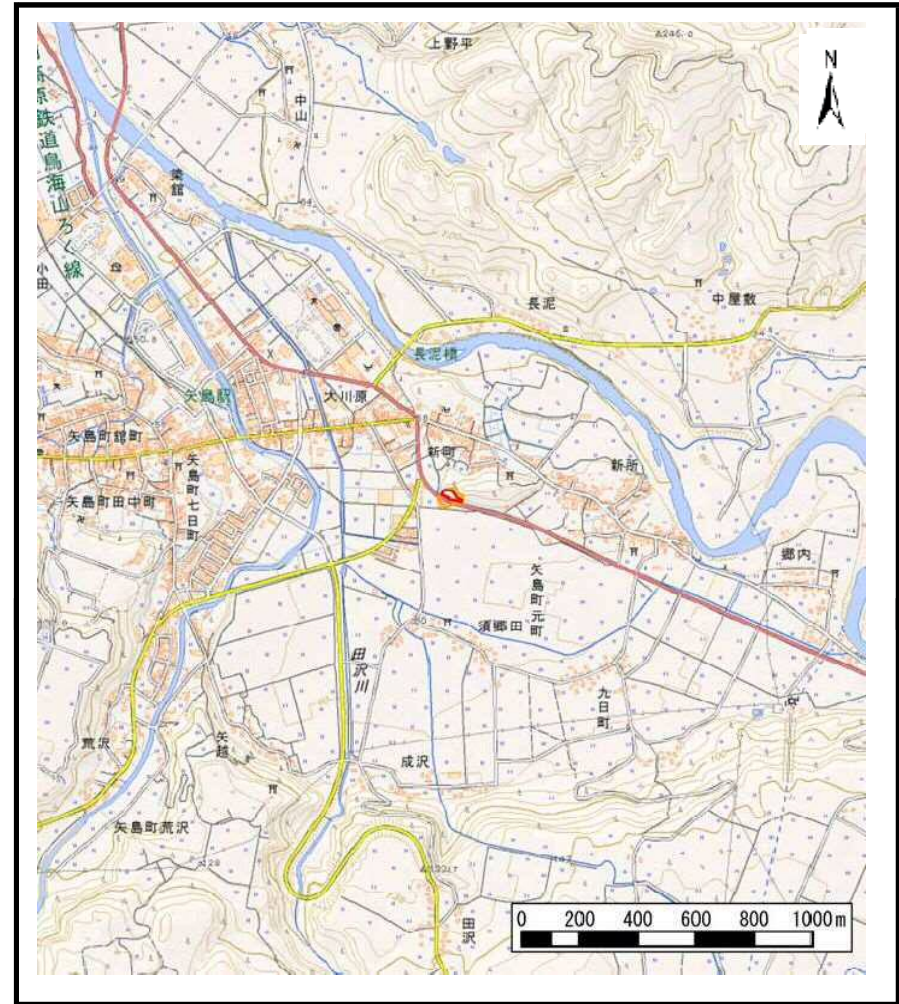 上野平
N
中山
原鉄道鳥海山ろく線
築館
小田
長泥
中屋敷
長泥橋
矢島駅
大川原
矢島町舘町
新町
新所
矢島町七日町
矢島町田中町
郷内
矢島町元町
須郷田
田沢川
九日町
荒沢
矢越
成沢
矢島町荒沢
田沢
0 200 400 600 800 1000m